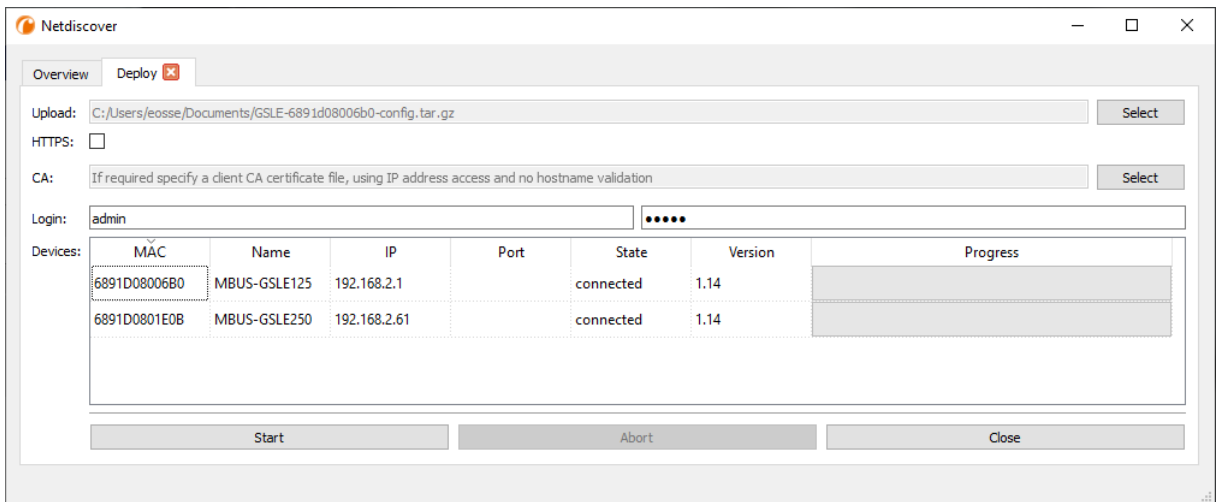 Netdiscover
Overview Deploy
Upload: C:/Users/eosse/Documents/GSLE-6891d08006b0-config.tar.gz Select
HTTPS:
CA: If required specify a client CA certificate file, using IP address access and no hostname validation Select
Login: admin •••••
Devices: MAC Name IP Port State Version Progress
6891D08006B0 MBUS-GSLE125 192.168.2.1 connected 1.14
6891D0801E0B MBUS-GSLE250 192.168.2.61 connected 1.14
Start Abort Close